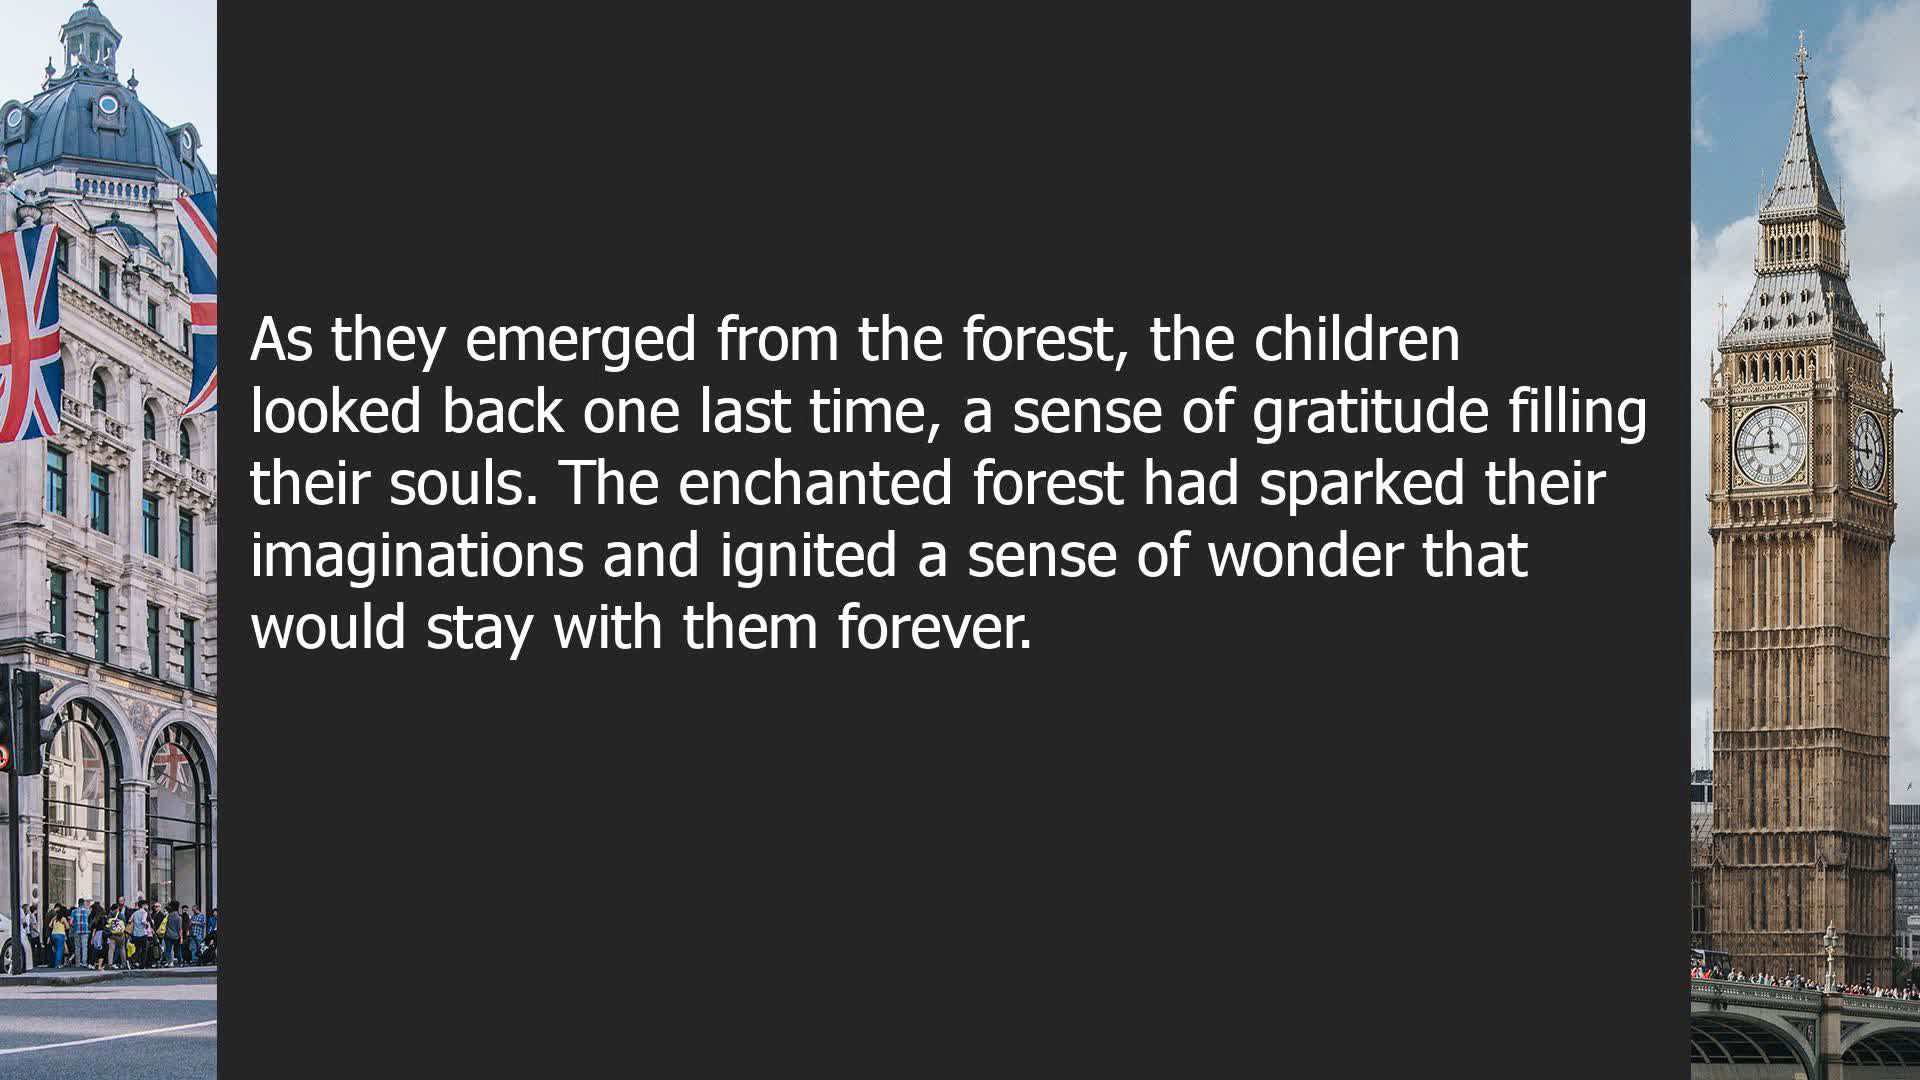 As they emerged from the forest, the children
looked back one last time, a sense of gratitude filling
their souls. The enchanted forest had sparked their
imaginations and ignited a sense of wonder that
would stay with them forever.